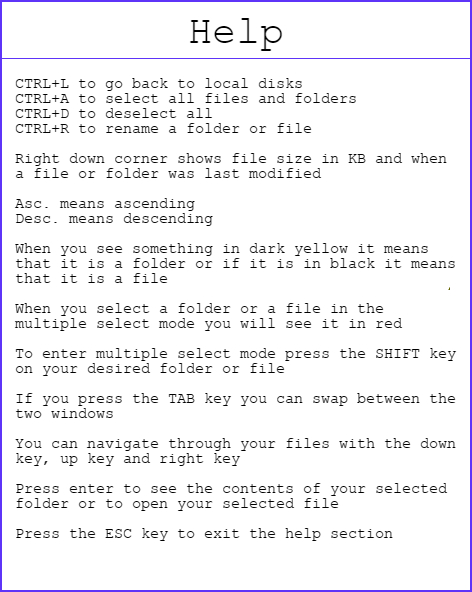 Help
CTRL+L to go back to local disks
CTRL+A to select all files and folders
CTRL+D to deselect all
CTRL+R to rename a folder or file
Right down corner shows file size in KB and when
a file or folder was last modified
Asc. means ascending
Desc. means descending
When you see something in dark yellow it means
that it is a folder or if it is in black it means
that it is a file
When you select a folder or a file in the
multiple select mode you will see it in red
To enter multiple select mode press the SHIFT key
on your desired folder or file
If you press the TAB key you can swap between the
two windows
You can navigate through your files with the down
key, up key and right key
Press enter to see the contents of your selected
folder or to open your selected file
Press the ESC key to exit the help section